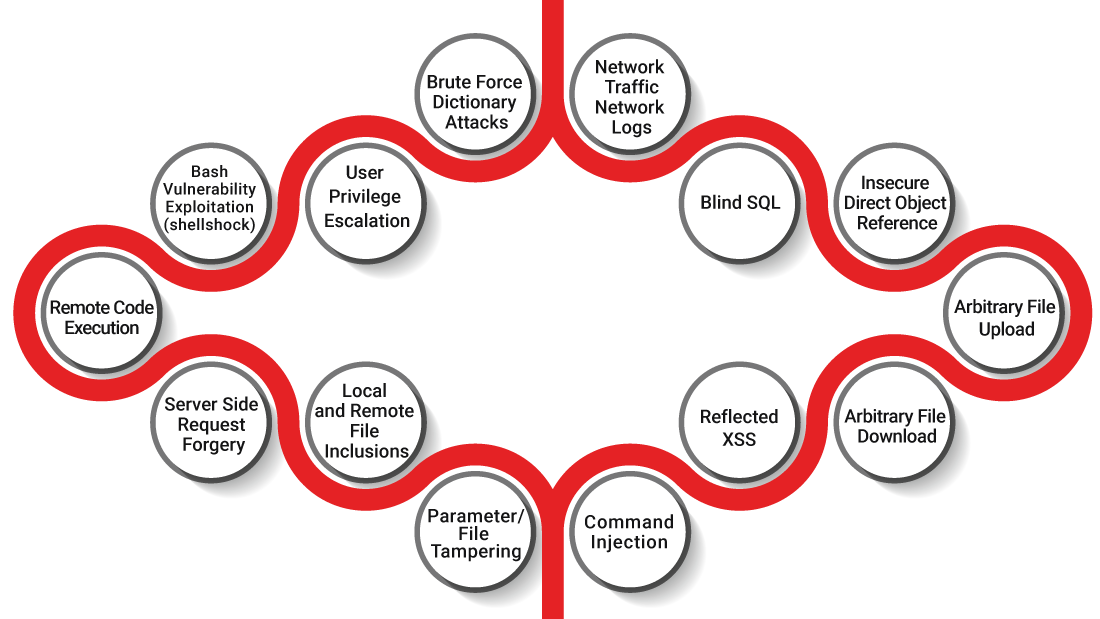 Brute Force
Dictionary
Attacks
Network
Traffic
Network
Logs
Bash
Vulnerability
Exploitation
(shellshock)
User
Privilege
Escalation
Blind SQL
Insecure
Direct Object
Reference
Remote Code
Execution
Arbitrary File
Upload
Server Side
Request
Forgery
Local
and Remote
File
Inclusions
Reflected
XSS
Arbitrary File
Download
Parameter/
File
Tampering
Command
Injection